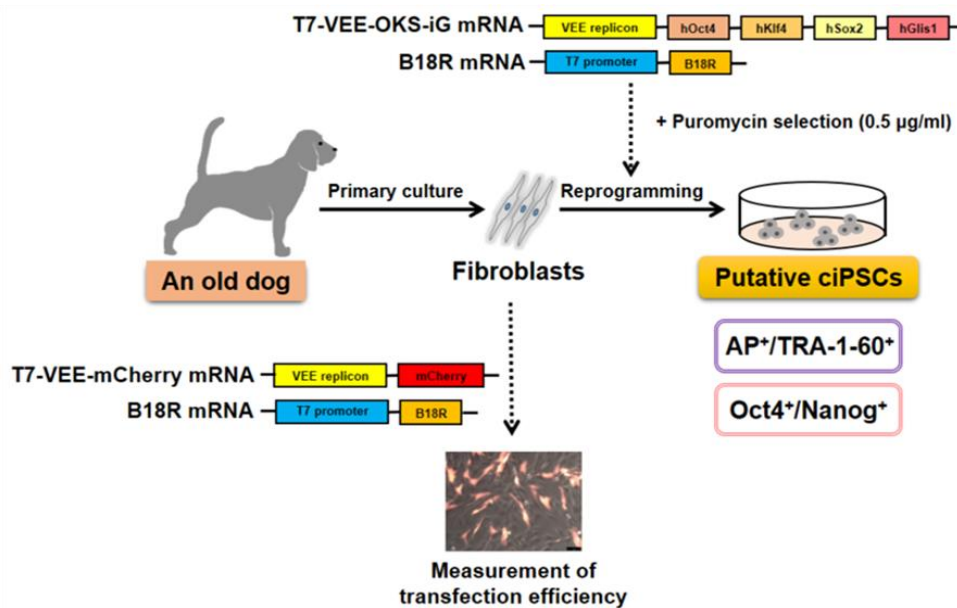 T7-VEE-OKS-iG mRNA
VEE replicon hOct4 hKlf4 hSox2 hGlis1
B18R mRNA
T7 promoter B18R
+ Puromycin selection (0.5 µg/ml)
Primary culture
Reprogramming
An old dog
Fibroblasts
Putative ciPSCs
AP⁺/TRA-1-60⁺
Oct4⁺/Nanog⁺
T7-VEE-mCherry mRNA
VEE replicon mCherry
B18R mRNA
T7 promoter B18R
Measurement of
transfection efficiency